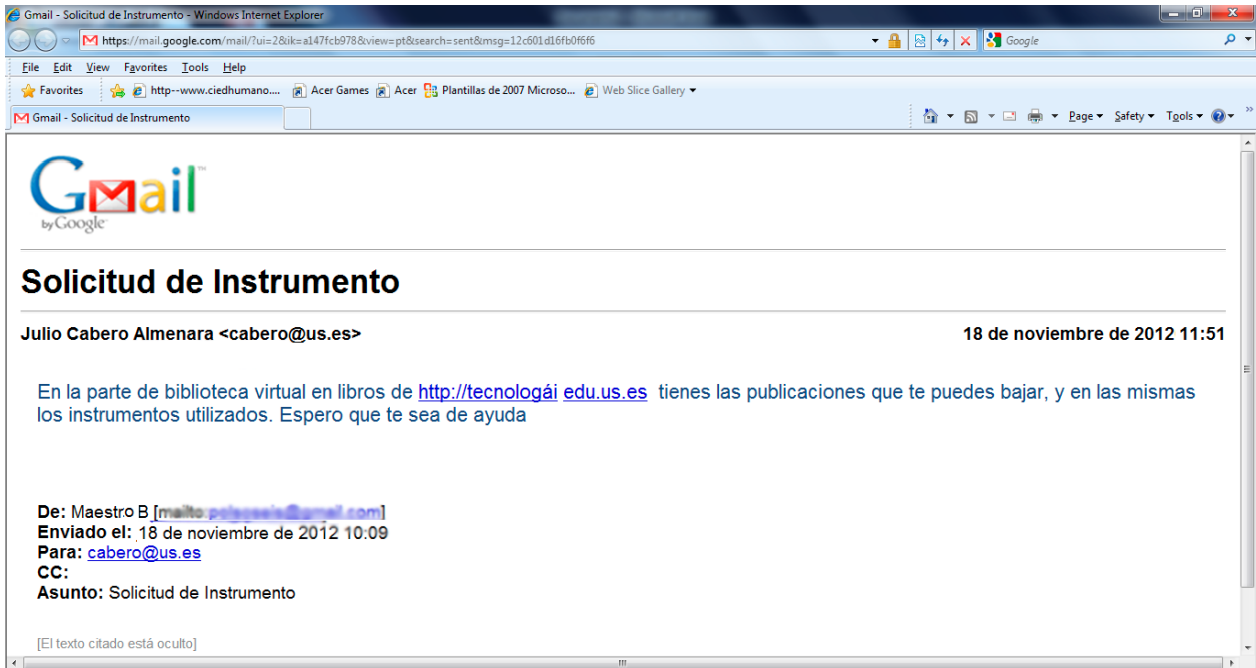 Gmail - Solicitud de Instrumento - Windows Internet Explorer
https://mail.google.com/mail/?ui=2&ik=a147fcb978&view=pt&search=sent&msg=12c601d16fb0f6f6
Google
File Edit View Favorites Tools Help
Favorites http--www.ciedhumano.... Acer Games Acer Plantillas de 2007 Microso... Web Slice Gallery
Gmail - Solicitud de Instrumento
Page Safety Tools
Gmail™
by Google
Solicitud de Instrumento
Julio Cabero Almenara <cabero@us.es> 18 de noviembre de 2012 11:51
En la parte de biblioteca virtual en libros de http://tecnologái edu.us.es tienes las publicaciones que te puedes bajar, y en las mismas
los instrumentos utilizados. Espero que te sea de ayuda
De: Maestro B [mailto:
Enviado el: 18 de noviembre de 2012 10:09
Para: cabero@us.es
CC:
Asunto: Solicitud de Instrumento
[El texto citado está oculto]